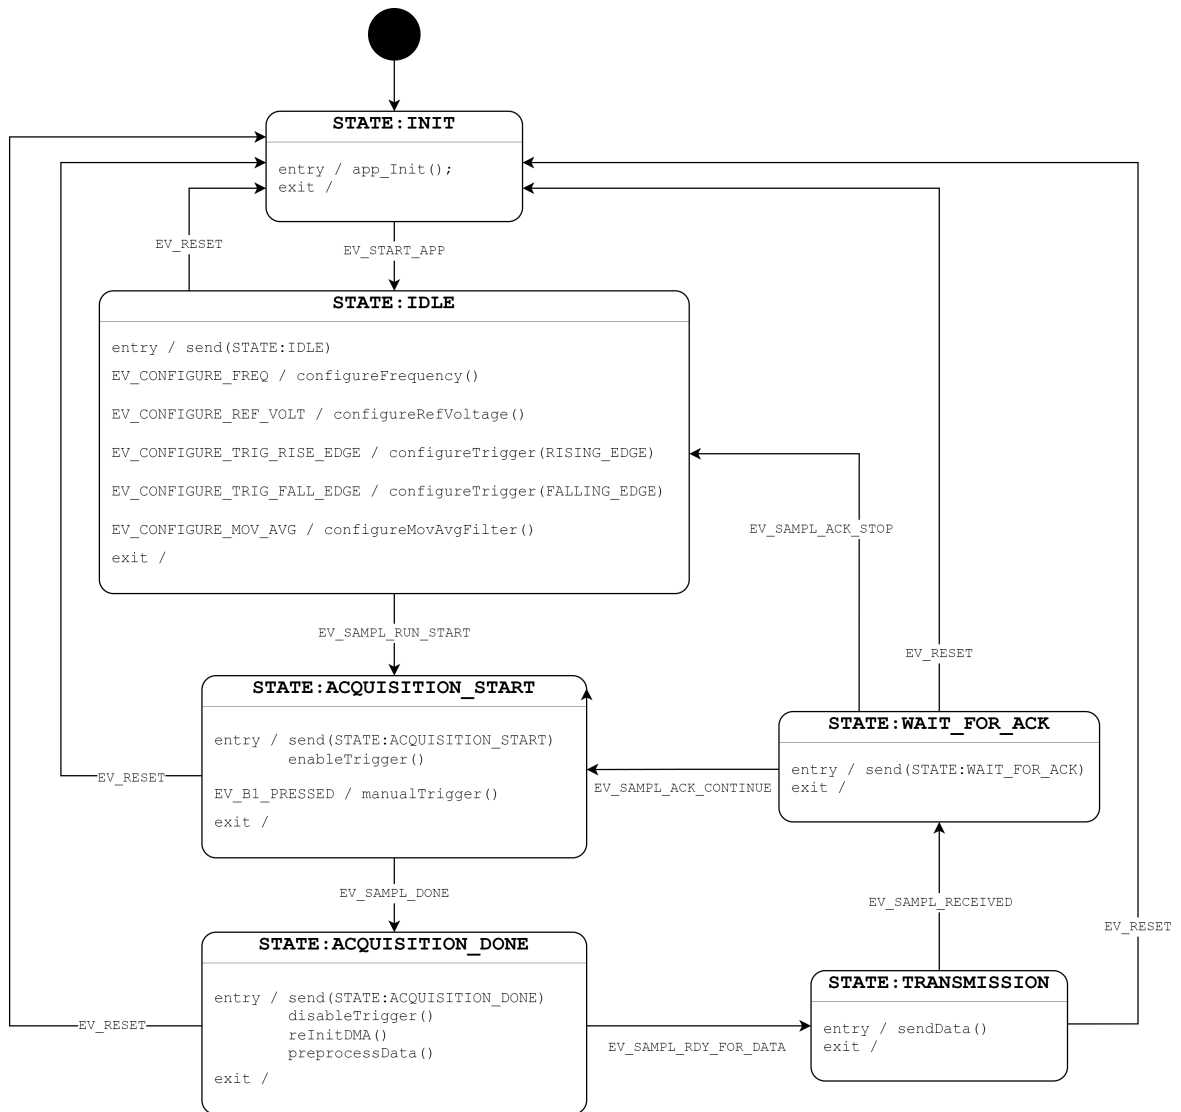 STATE:INIT
entry / app_Init();
exit /
EV_RESET
EV_START_APP
STATE:IDLE
entry / send(STATE:IDLE)
EV_CONFIGURE_FREQ / configureFrequency()
EV_CONFIGURE_REF_VOLT / configureRefVoltage()
EV_CONFIGURE_TRIG_RISE_EDGE / configureTrigger(RISING_EDGE)
EV_CONFIGURE_TRIG_FALL_EDGE / configureTrigger(FALLING_EDGE)
EV_CONFIGURE_MOV_AVG / configureMovAvgFilter()
exit /
EV_SAMPL_ACK_STOP
EV_SAMPL_RUN_START
EV_RESET
STATE:ACQUISITION_START
entry / send(STATE:ACQUISITION_START)
enableTrigger()
EV_B1_PRESSED / manualTrigger()
exit /
EV_RESET
STATE:WAIT_FOR_ACK
entry / send(STATE:WAIT_FOR_ACK)
exit /
EV_SAMPL_ACK_CONTINUE
EV_SAMPL_DONE
EV_SAMPL_RECEIVED
EV_RESET
STATE:ACQUISITION_DONE
entry / send(STATE:ACQUISITION_DONE)
disableTrigger()
reInitDMA()
preprocessData()
exit /
EV_RESET
EV_SAMPL_RDY_FOR_DATA
STATE:TRANSMISSION
entry / sendData()
exit /